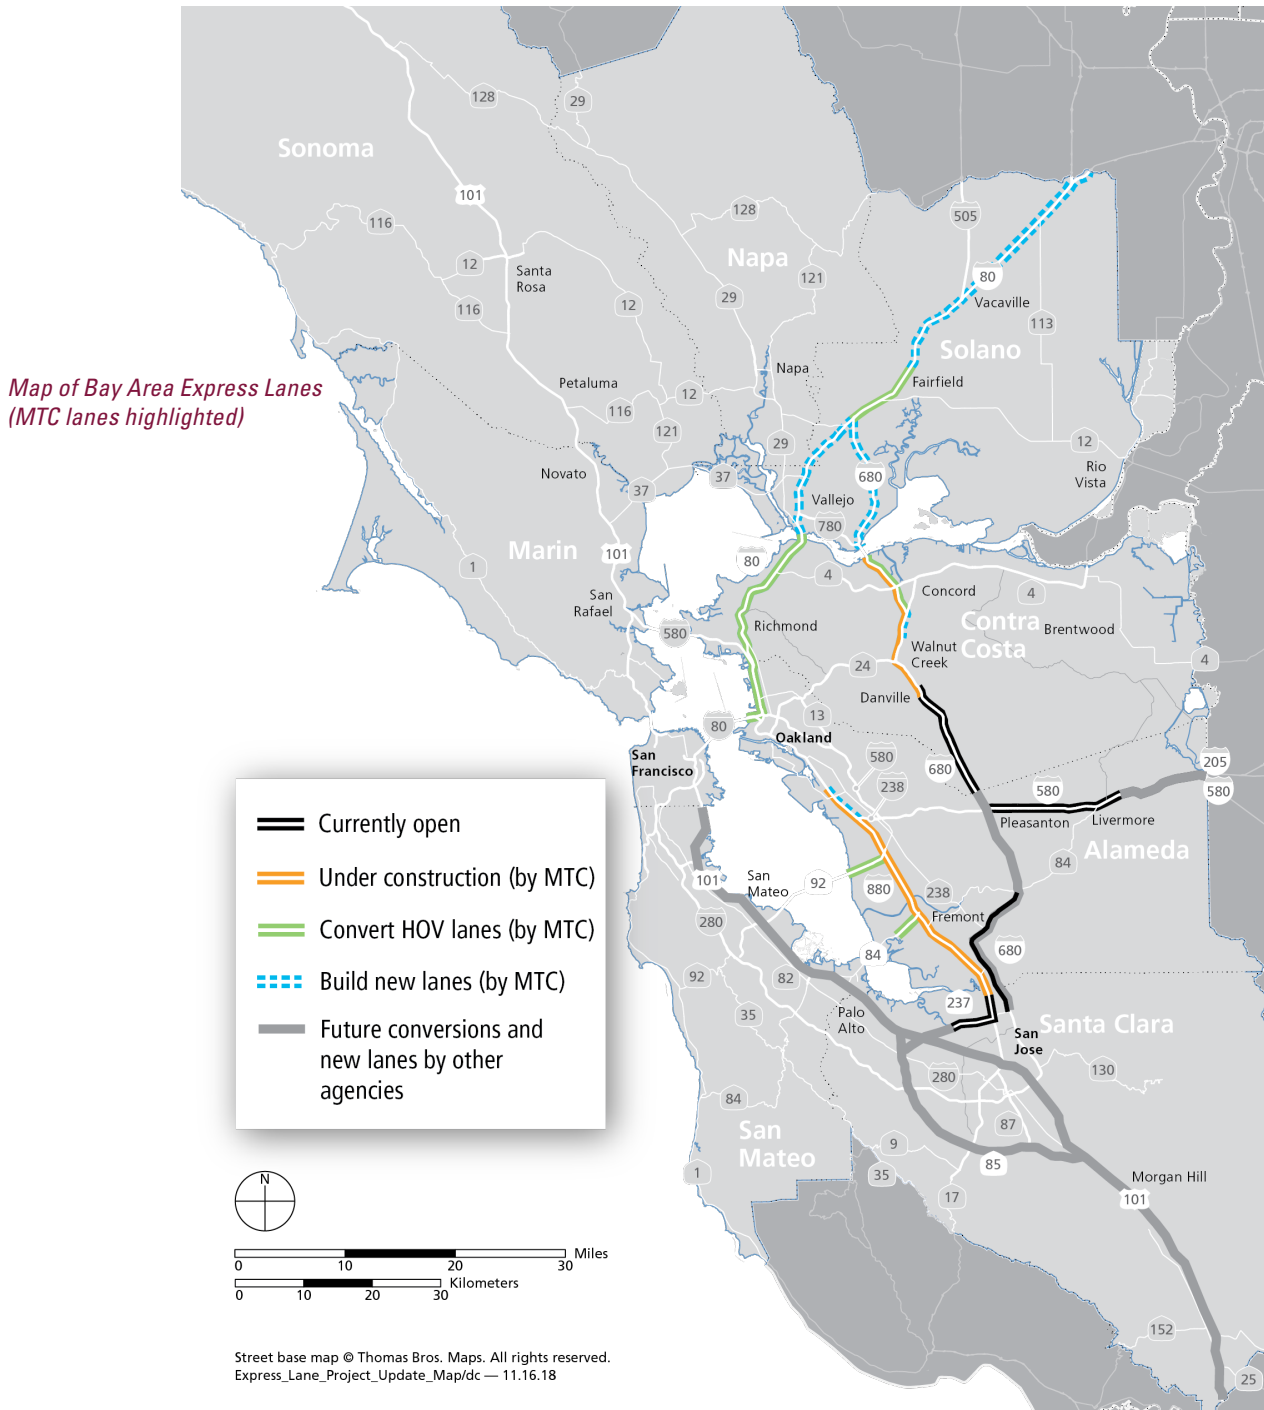 128
29
Sonoma
101
128
505
116
Napa
12
Santa
Rosa
121
80
29
12
116
Vacaville
113
Solano
Napa
Map of Bay Area Express Lanes
(MTC lanes highlighted)
Petaluma
Fairfield
12
116
121
29
12
Novato
37
37
680
Rio
Vista
Vallejo
780
Marin
101
80
1
4
Concord
4
San
Rafael
Richmond
Contra
Costa
Brentwood
580
Walnut
Creek
24
4
Danville
13
80
Oakland
San
Francisco
580
680
205
238
580
580
Pleasanton
Livermore
Alameda
84
101
San
Mateo
92
880
238
Fremont
280
84
680
92
82
237
35
Palo
Alto
San
Jose
Santa Clara
280
130
84
87
San
Mateo
9
85
35
1
17
Morgan Hill
101
152
25
Currently open
Under construction (by MTC)
Convert HOV lanes (by MTC)
Build new lanes (by MTC)
Future conversions and
new lanes by other
agencies
N
Miles
0 10 20 30
Kilometers
0 10 20 30
Street base map © Thomas Bros. Maps. All rights reserved.
Express_Lane_Project_Update_Map/dc — 11.16.18